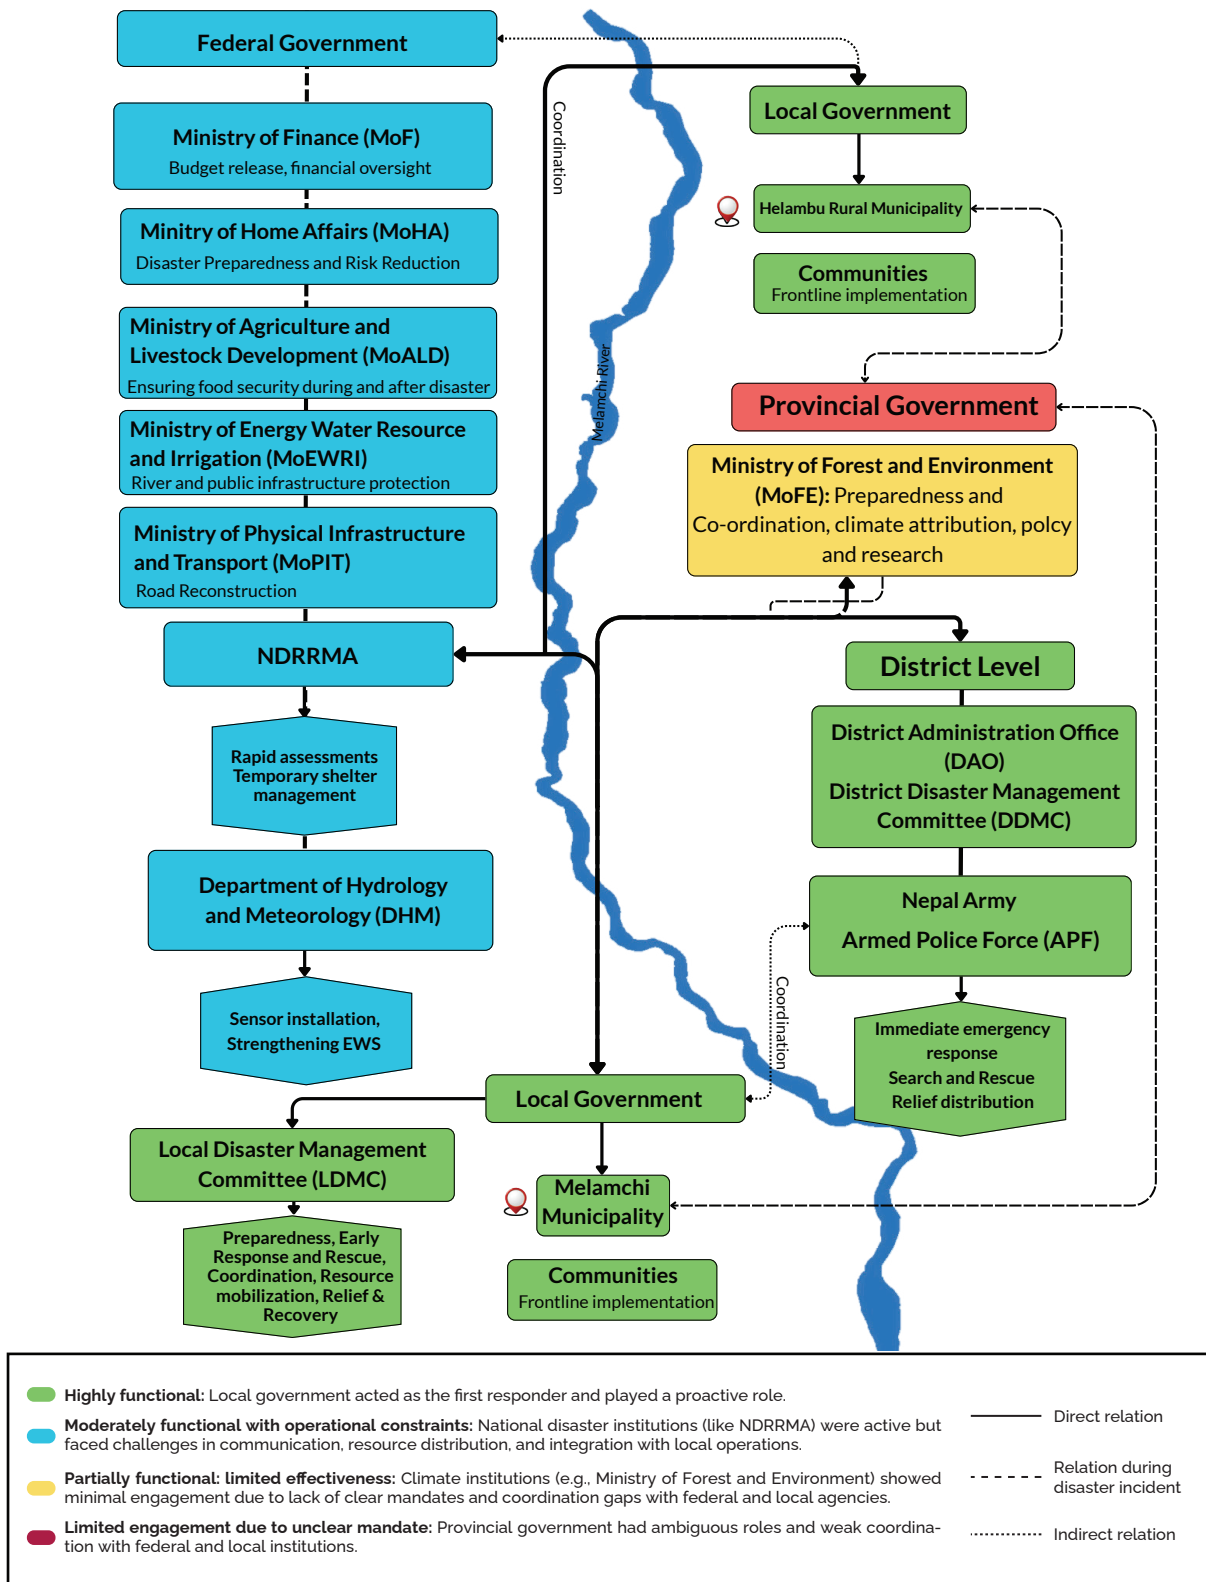 Federal Government
Ministry of Finance (MoF)
Budget release, financial oversight
Minitry of Home Affairs (MoHA)
Disaster Preparedness and Risk Reduction
Ministry of Agriculture and
Livestock Development (MoALD)
Ensuring food security during and after disaster
Ministry of Energy Water Resource
and Irrigation (MoEWRI)
River and public infrastructure protection
Ministry of Physical Infrastructure
and Transport (MoPIT)
Road Reconstruction
NDRRMA
Rapid assessments
Temporary shelter
management
Department of Hydrology
and Meteorology (DHM)
Sensor installation,
Strengthening EWS
Coordination
Melamchi River
Local Government
Helambu Rural Municipality
Communities
Frontline implementation
Provincial Government
Ministry of Forest and Environment
(MoFE): Preparedness and
Co-ordination, climate attribution, polcy
and research
District Level
District Administration Office
(DAO)
District Disaster Management
Committee (DDMC)
Nepal Army
Armed Police Force (APF)
Immediate emergency
response
Search and Rescue
Relief distribution
Coordination
Local Government
Local Disaster Management
Committee (LDMC)
Preparedness, Early
Response and Rescue,
Coordination, Resource
mobilization, Relief &
Recovery
Melamchi
Municipality
Communities
Frontline implementation
Highly functional: Local government acted as the first responder and played a proactive role.
Moderately functional with operational constraints: National disaster institutions (like NDRRMA) were active but
faced challenges in communication, resource distribution, and integration with local operations.
Partially functional: limited effectiveness: Climate institutions (e.g., Ministry of Forest and Environment) showed
minimal engagement due to lack of clear mandates and coordination gaps with federal and local agencies.
Limited engagement due to unclear mandate: Provincial government had ambiguous roles and weak coordina-
tion with federal and local institutions.
Direct relation
Relation during
disaster incident
Indirect relation